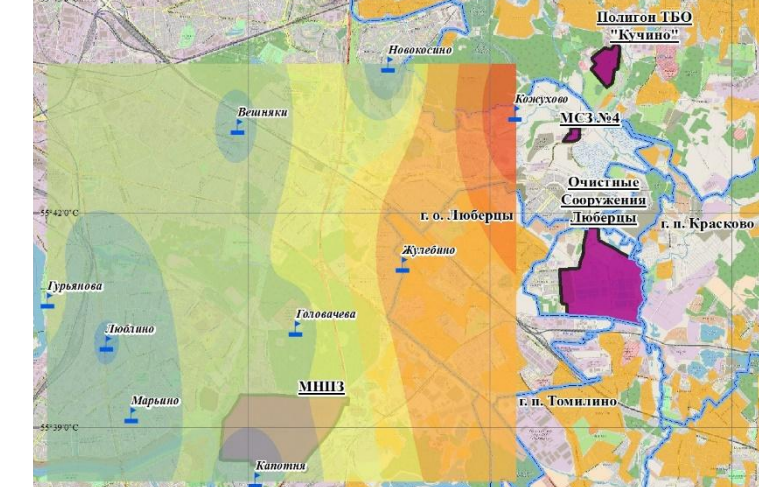 Полигон ТБО
"Кучино"
Новокосино
Кожухово
Вешняки
МСЗ №4
Очистные
Сооружения
Люберцы
55°42'0"С
г. о. Люберцы
г. п. Красково
Жулебино
Гурьянова
Головачева
Люблино
МНПЗ
Марьино
г. п. Томилино
55°39'0"С
Капотня